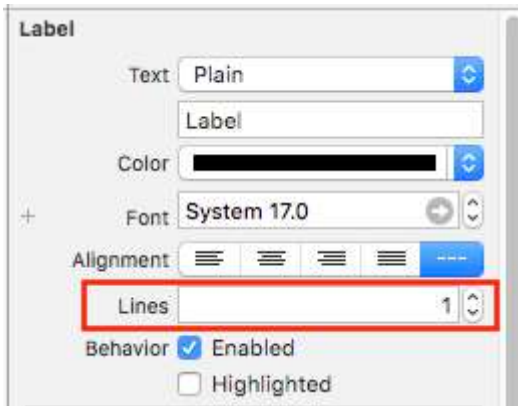 Label
Text Plain
Label
Color
+ Font System 17.0
Alignment ---
Lines 1
Behavior Enabled
Highlighted